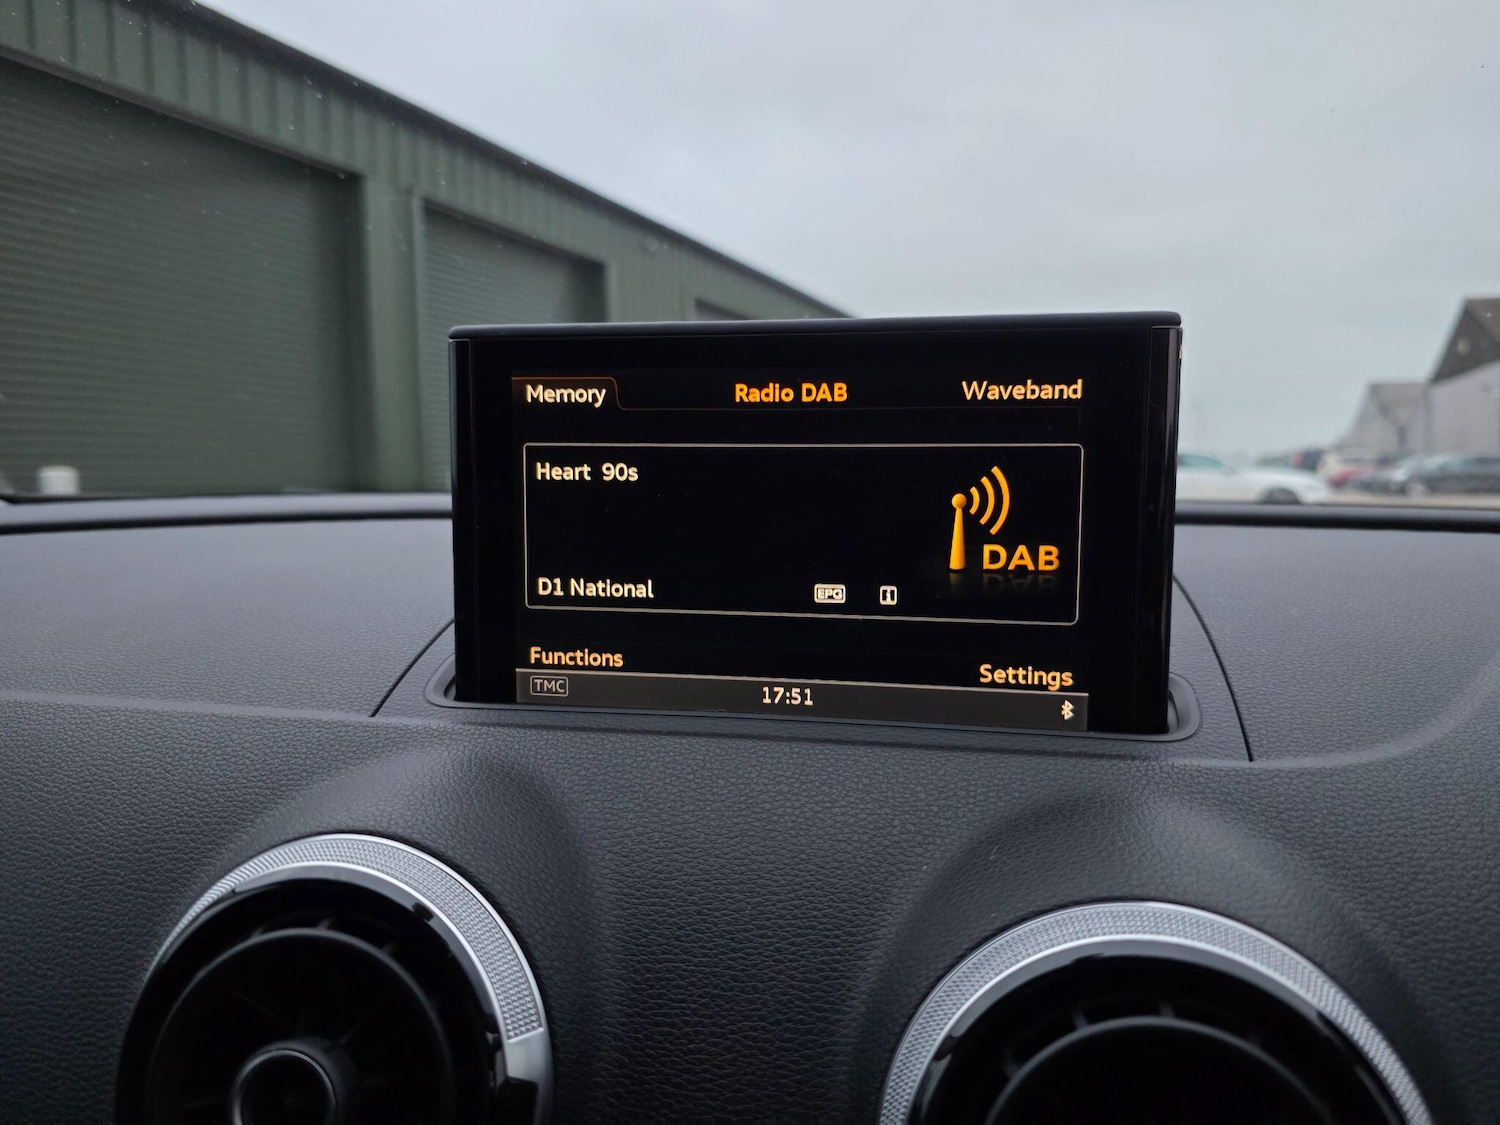 Memory Radio DAB Waveband
Heart 90s
DAB
D1 National EPG i
Functions Settings
TMC 17:51